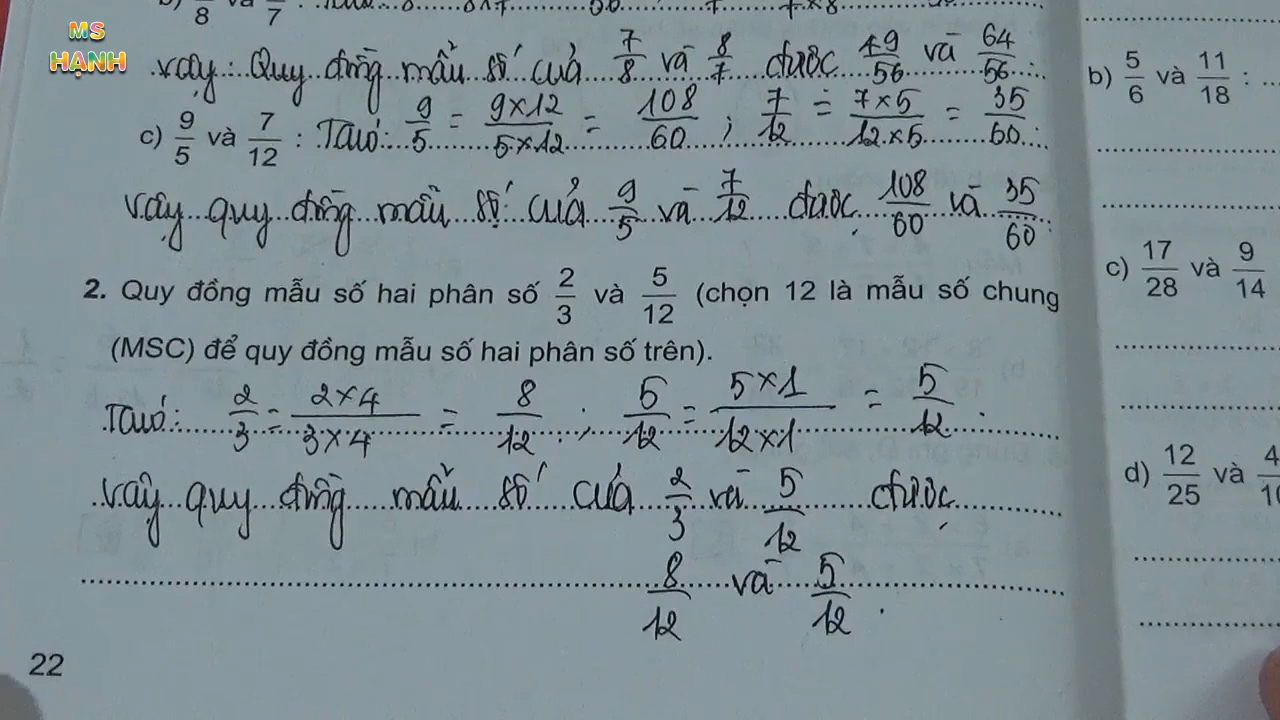 MS
HẠNH
8 7
Vậy: Quy đồng mẫu số của 7/8 và 8/7 được 49/56 và 64/56.
c) 9/5 và 7/12 : Ta có: 9/5 = 9×12/5×12 = 108/60 ; 7/12 = 7×5/12×5 = 35/60.
Vậy quy đồng mẫu số của 9/5 và 7/12 được 108/60 và 35/60.
2. Quy đồng mẫu số hai phân số 2/3 và 5/12 (chọn 12 là mẫu số chung
(MSC) để quy đồng mẫu số hai phân số trên).
Ta có: 2/3 = 2×4/3×4 = 8/12 ; 5/12 = 5×1/12×1 = 5/12.
Vậy quy đồng mẫu số của 2/3 và 5/12 được
8/12 và 5/12.
22
b) 5/6 và 11/18 :
c) 17/28 và 9/14
d) 12/25 và